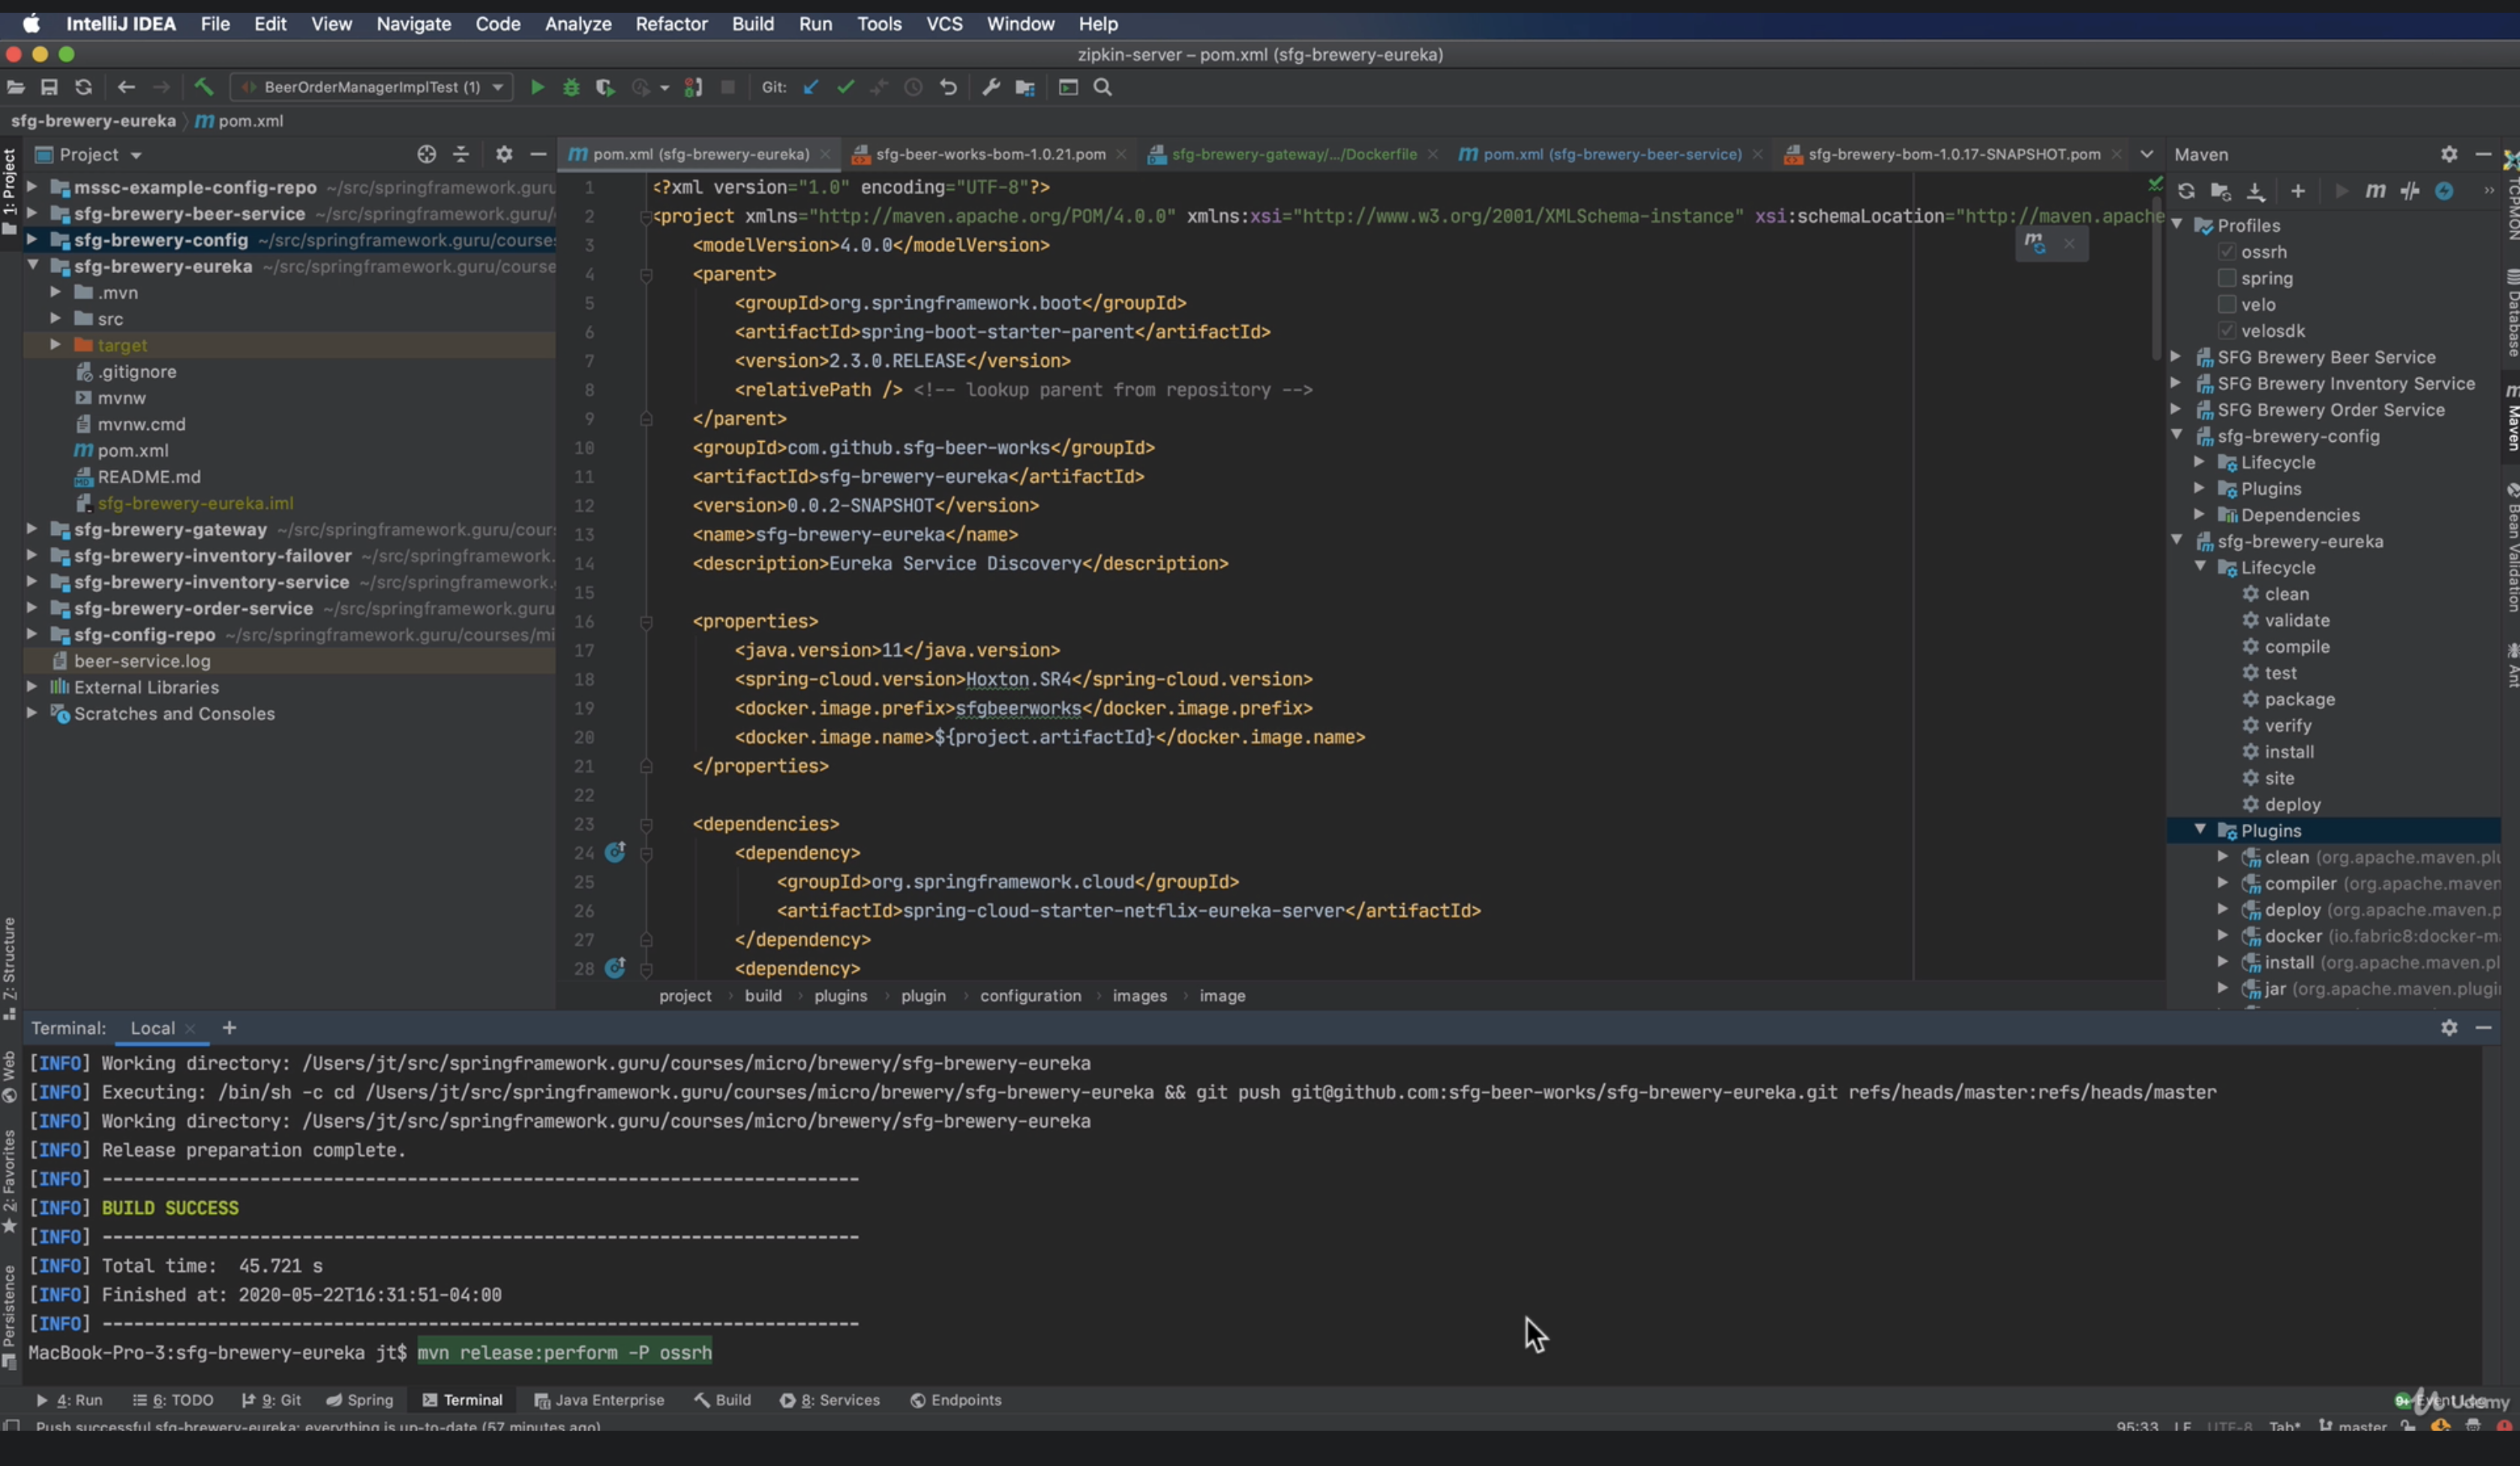 IntelliJ IDEA File Edit View Navigate Code Analyze Refactor Build Run Tools VCS Window Help
zipkin-server – pom.xml (sfg-brewery-eureka)
BeerOrderManagerImplTest (1) Git:
sfg-brewery-eureka pom.xml
1: Project
Project
mssc-example-config-repo ~/src/springframework.guru
sfg-brewery-beer-service ~/src/springframework.guru/
sfg-brewery-config ~/src/springframework.guru/course
sfg-brewery-eureka ~/src/springframework.guru/course
.mvn
src
target
.gitignore
mvnw
mvnw.cmd
pom.xml
README.md
sfg-brewery-eureka.iml
sfg-brewery-gateway ~/src/springframework.guru/cour
sfg-brewery-inventory-failover ~/src/springframework.
sfg-brewery-inventory-service ~/src/springframework.
sfg-brewery-order-service ~/src/springframework.guru
sfg-config-repo ~/src/springframework.guru/courses/mi
beer-service.log
External Libraries
Scratches and Consoles
Z: Structure
Web
2: Favorites
Persistence
pom.xml (sfg-brewery-eureka) sfg-beer-works-bom-1.0.21.pom sfg-brewery-gateway/.../Dockerfile pom.xml (sfg-brewery-beer-service) sfg-brewery-bom-1.0.17-SNAPSHOT.pom
1 <?xml version="1.0" encoding="UTF-8"?>
2 <project xmlns="http://maven.apache.org/POM/4.0.0" xmlns:xsi="http://www.w3.org/2001/XMLSchema-instance" xsi:schemaLocation="http://maven.apache
3 <modelVersion>4.0.0</modelVersion>
4 <parent>
5 <groupId>org.springframework.boot</groupId>
6 <artifactId>spring-boot-starter-parent</artifactId>
7 <version>2.3.0.RELEASE</version>
8 <relativePath /> <!-- lookup parent from repository -->
9 </parent>
10 <groupId>com.github.sfg-beer-works</groupId>
11 <artifactId>sfg-brewery-eureka</artifactId>
12 <version>0.0.2-SNAPSHOT</version>
13 <name>sfg-brewery-eureka</name>
14 <description>Eureka Service Discovery</description>
15
16 <properties>
17 <java.version>11</java.version>
18 <spring-cloud.version>Hoxton.SR4</spring-cloud.version>
19 <docker.image.prefix>sfgbeerworks</docker.image.prefix>
20 <docker.image.name>${project.artifactId}</docker.image.name>
21 </properties>
22
23 <dependencies>
24 <dependency>
25 <groupId>org.springframework.cloud</groupId>
26 <artifactId>spring-cloud-starter-netflix-eureka-server</artifactId>
27 </dependency>
28 <dependency>
project build plugins plugin configuration images image
Maven
Profiles
ossrh
spring
velo
velosdk
SFG Brewery Beer Service
SFG Brewery Inventory Service
SFG Brewery Order Service
sfg-brewery-config
Lifecycle
Plugins
Dependencies
sfg-brewery-eureka
Lifecycle
clean
validate
compile
test
package
verify
install
site
deploy
Plugins
clean (org.apache.maven.plu
compiler (org.apache.maven
deploy (org.apache.maven.p
docker (io.fabric8:docker-m
install (org.apache.maven.pl
jar (org.apache.maven.plugi
TCPMON
Database
Maven
Bean Validation
Ant
Terminal: Local
[INFO] Working directory: /Users/jt/src/springframework.guru/courses/micro/brewery/sfg-brewery-eureka
[INFO] Executing: /bin/sh -c cd /Users/jt/src/springframework.guru/courses/micro/brewery/sfg-brewery-eureka && git push git@github.com:sfg-beer-works/sfg-brewery-eureka.git refs/heads/master:refs/heads/master
[INFO] Working directory: /Users/jt/src/springframework.guru/courses/micro/brewery/sfg-brewery-eureka
[INFO] Release preparation complete.
[INFO] ------------------------------------------------------------------------
[INFO] BUILD SUCCESS
[INFO] ------------------------------------------------------------------------
[INFO] Total time:  45.721 s
[INFO] Finished at: 2020-05-22T16:31:51-04:00
[INFO] ------------------------------------------------------------------------
MacBook-Pro-3:sfg-brewery-eureka jt$ mvn release:perform -P ossrh
4: Run 6: TODO 9: Git Spring Terminal Java Enterprise Build 8: Services Endpoints Udemy
Push successful sfg-brewery-eureka: everything is up-to-date (57 minutes ago) 95:33 LF UTF-8 Tab* master